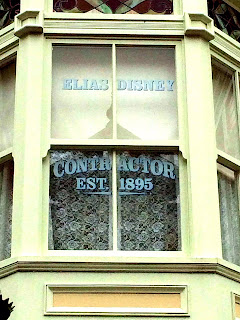 ELIAS DISNEY
CONTRACTOR
EST. 1895